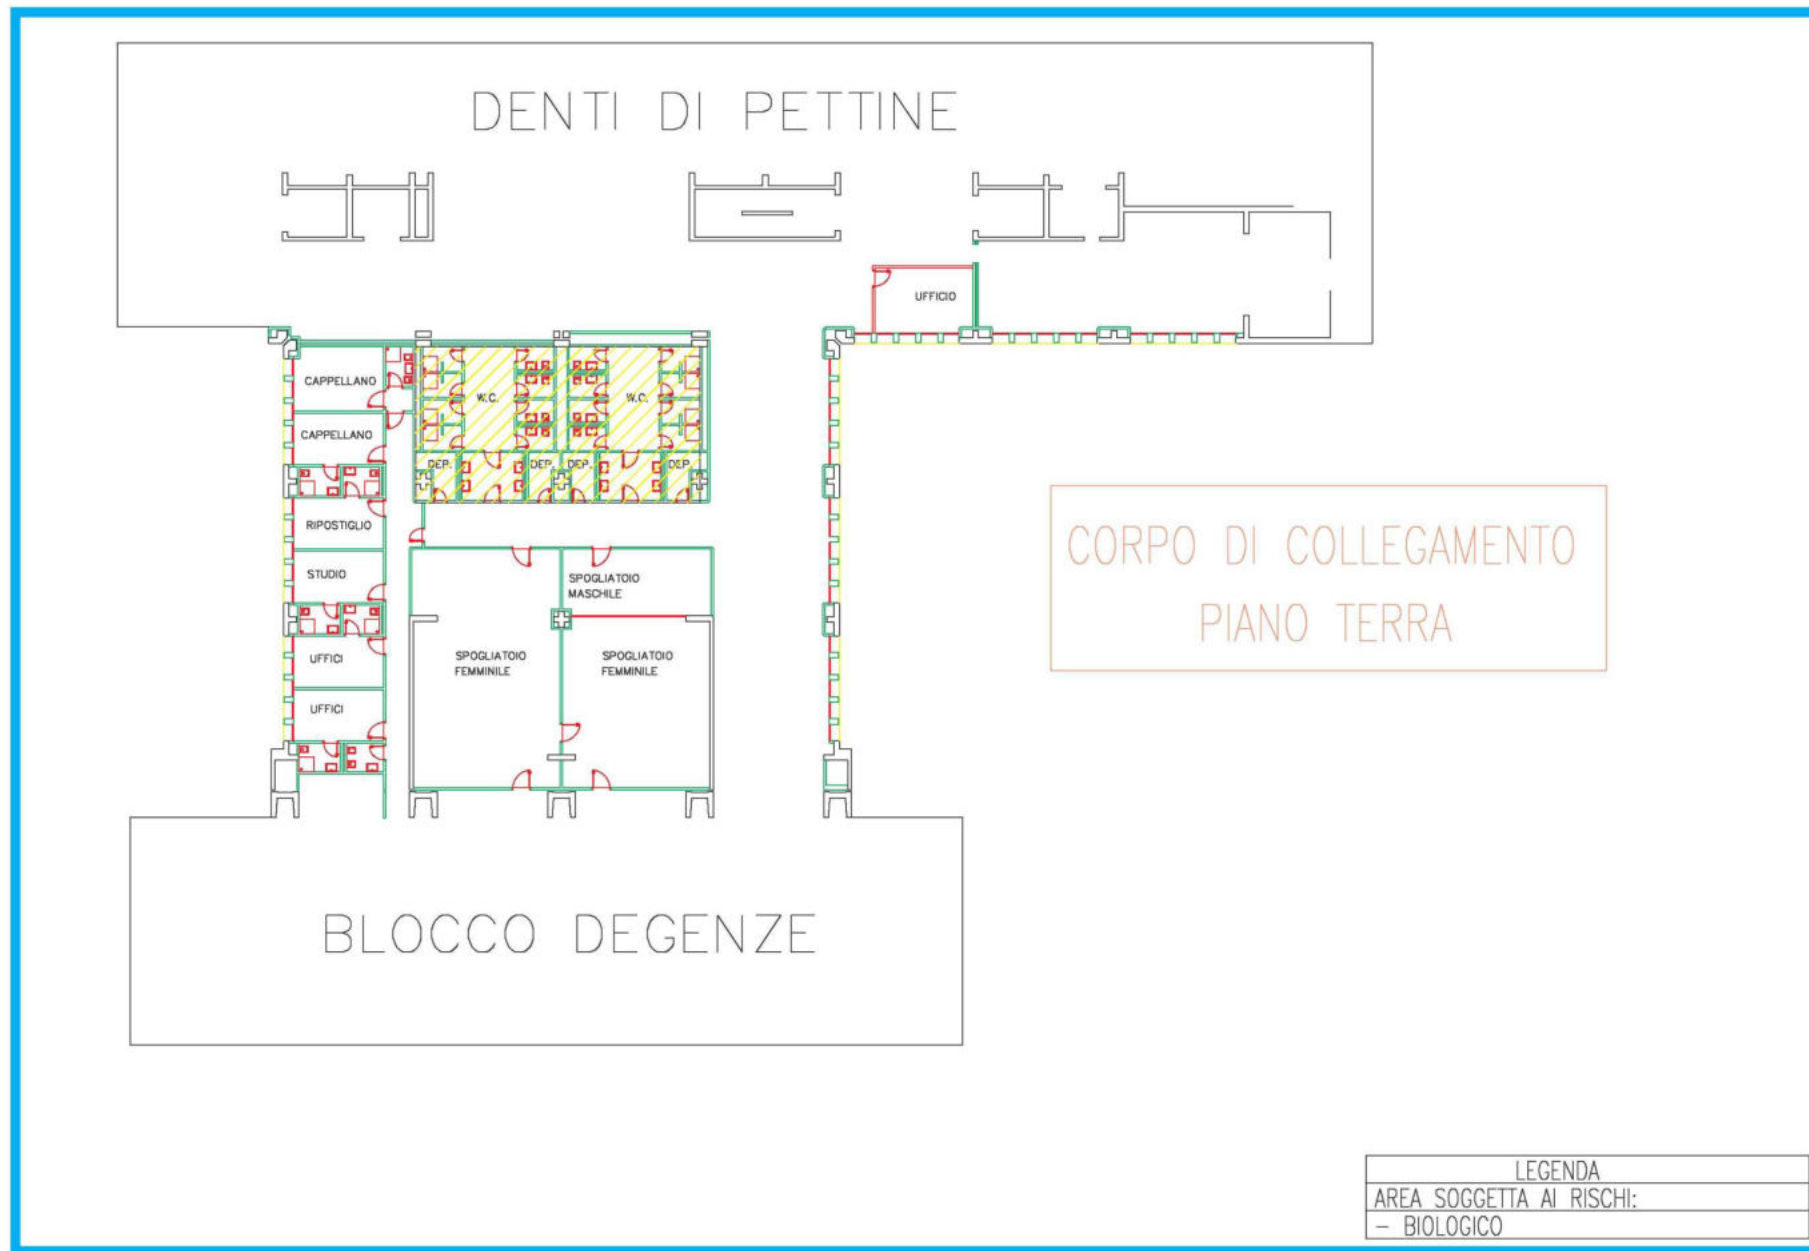 DENTI DI PETTINE
UFFICIO
CAPPELLANO
W.C.
W.C.
CAPPELLANO
DEP.
DEP.
DEP.
DEP.
RIPOSTIGLIO
STUDIO
SPOGLIATOIO
MASCHILE
UFFICI
SPOGLIATOIO
FEMMINILE
SPOGLIATOIO
FEMMINILE
UFFICI
CORPO DI COLLEGAMENTO
PIANO TERRA
BLOCCO DEGENZE
LEGENDA
AREA SOGGETTA AI RISCHI:
– BIOLOGICO